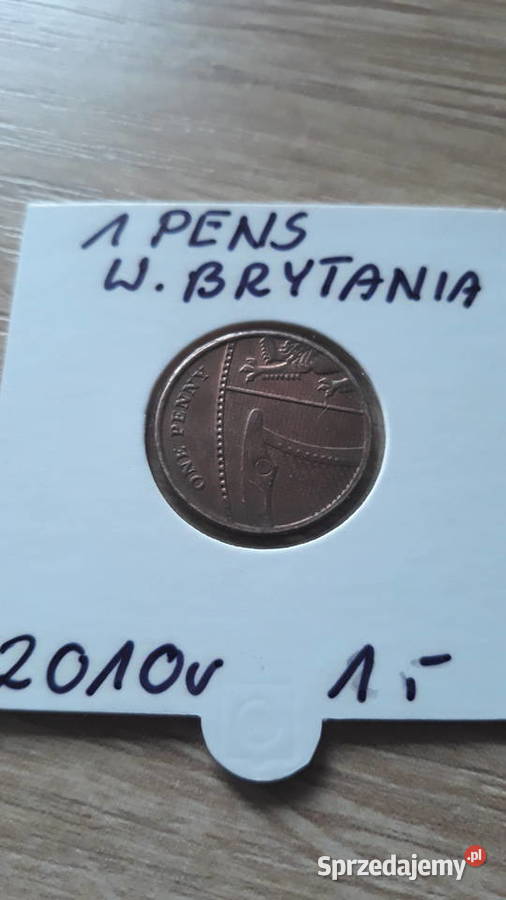 1 PENS
W. BRYTANIA
ONE PENNY
2010r 1,-
Sprzedajemy.pl